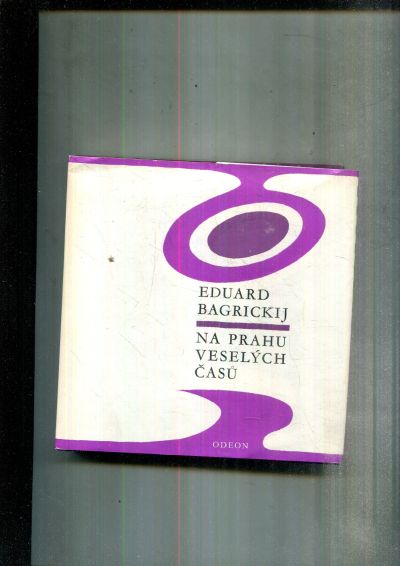 EDUARD
BAGRICKIJ
NA PRAHU
VESELÝCH
ČASŮ
ODEON